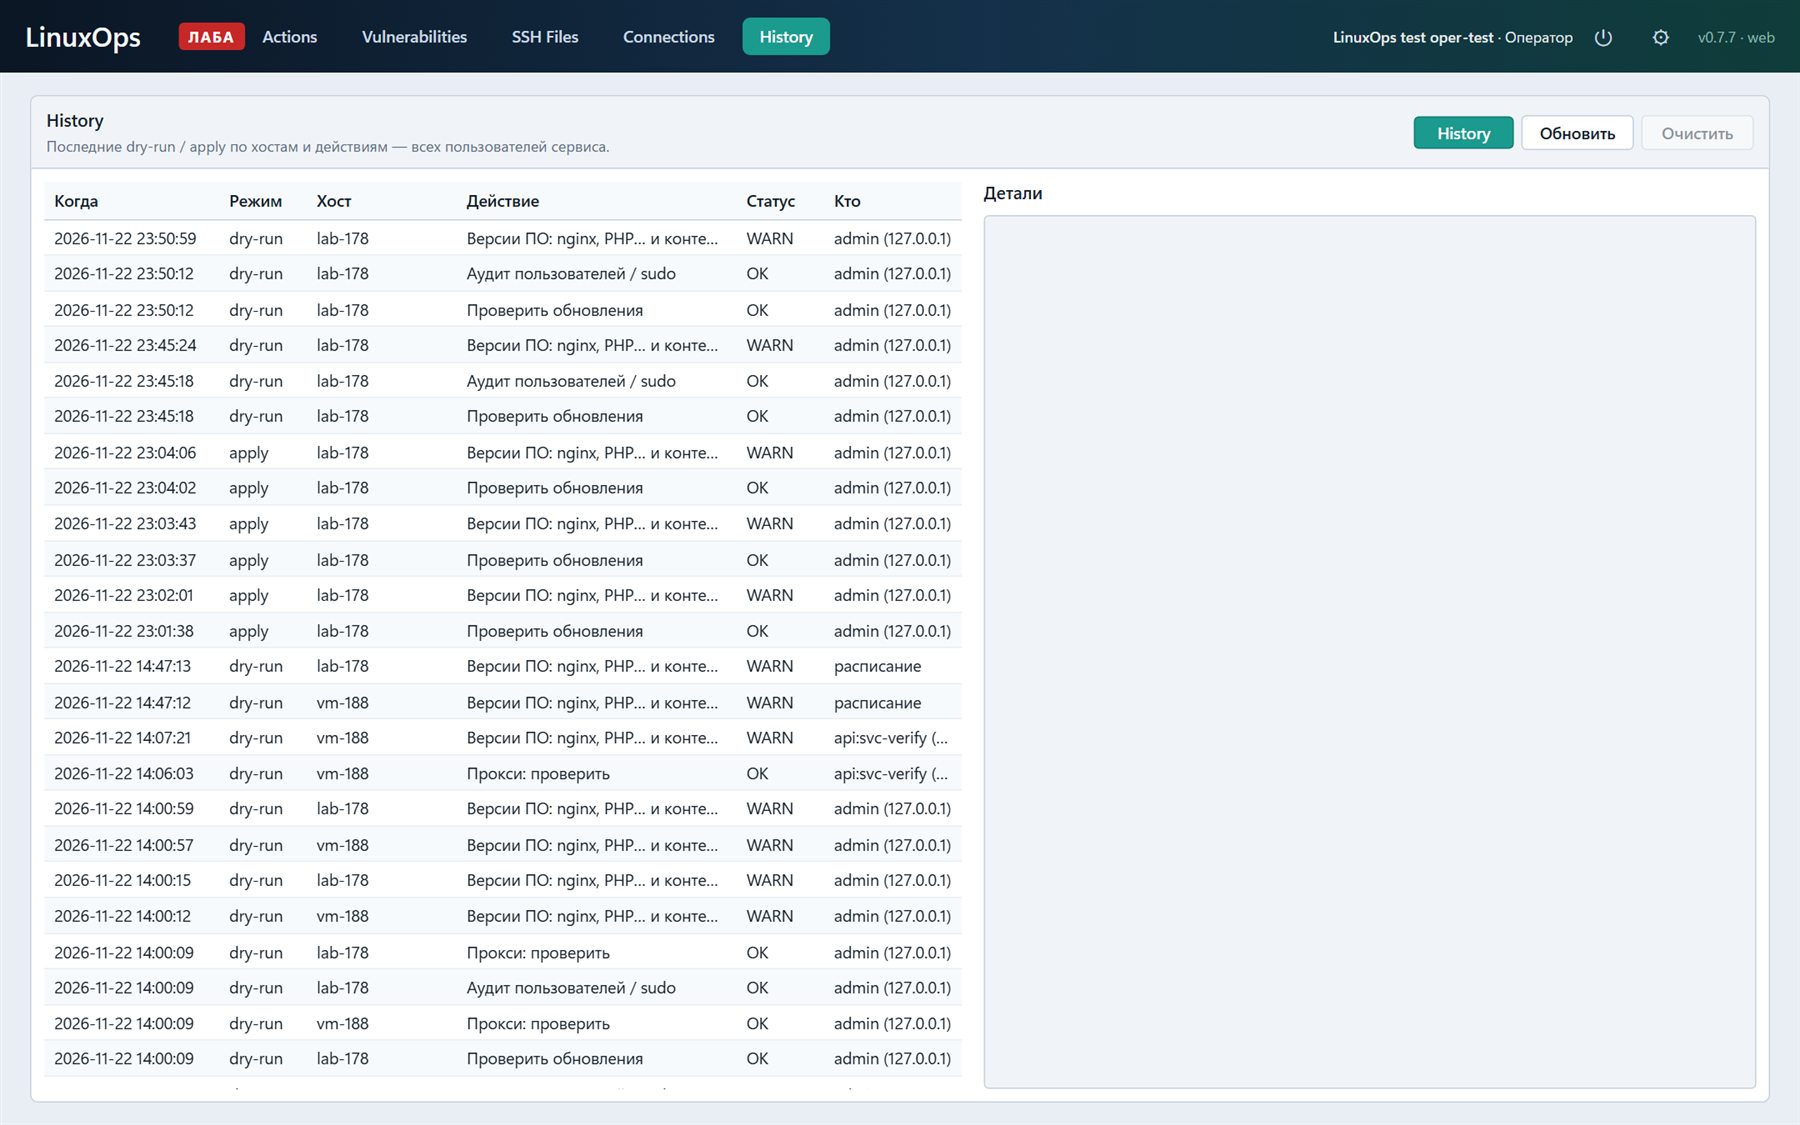 LinuxOps ЛАБА Actions Vulnerabilities SSH Files Connections History LinuxOps test oper-test · Оператор v0.7.7 · web
History
Последние dry-run / apply по хостам и действиям — всех пользователей сервиса.
History Обновить Очистить
Когда Режим Хост Действие Статус Кто
2026-11-22 23:50:59 dry-run lab-178 Версии ПО: nginx, PHP... и конте... WARN admin (127.0.0.1)
2026-11-22 23:50:12 dry-run lab-178 Аудит пользователей / sudo OK admin (127.0.0.1)
2026-11-22 23:50:12 dry-run lab-178 Проверить обновления OK admin (127.0.0.1)
2026-11-22 23:45:24 dry-run lab-178 Версии ПО: nginx, PHP... и конте... WARN admin (127.0.0.1)
2026-11-22 23:45:18 dry-run lab-178 Аудит пользователей / sudo OK admin (127.0.0.1)
2026-11-22 23:45:18 dry-run lab-178 Проверить обновления OK admin (127.0.0.1)
2026-11-22 23:04:06 apply lab-178 Версии ПО: nginx, PHP... и конте... WARN admin (127.0.0.1)
2026-11-22 23:04:02 apply lab-178 Проверить обновления OK admin (127.0.0.1)
2026-11-22 23:03:43 apply lab-178 Версии ПО: nginx, PHP... и конте... WARN admin (127.0.0.1)
2026-11-22 23:03:37 apply lab-178 Проверить обновления OK admin (127.0.0.1)
2026-11-22 23:02:01 apply lab-178 Версии ПО: nginx, PHP... и конте... WARN admin (127.0.0.1)
2026-11-22 23:01:38 apply lab-178 Проверить обновления OK admin (127.0.0.1)
2026-11-22 14:47:13 dry-run lab-178 Версии ПО: nginx, PHP... и конте... WARN расписание
2026-11-22 14:47:12 dry-run vm-188 Версии ПО: nginx, PHP... и конте... WARN расписание
2026-11-22 14:07:21 dry-run vm-188 Версии ПО: nginx, PHP... и конте... WARN api:svc-verify (...
2026-11-22 14:06:03 dry-run vm-188 Прокси: проверить OK api:svc-verify (...
2026-11-22 14:00:59 dry-run lab-178 Версии ПО: nginx, PHP... и конте... WARN admin (127.0.0.1)
2026-11-22 14:00:57 dry-run vm-188 Версии ПО: nginx, PHP... и конте... WARN admin (127.0.0.1)
2026-11-22 14:00:15 dry-run lab-178 Версии ПО: nginx, PHP... и конте... WARN admin (127.0.0.1)
2026-11-22 14:00:12 dry-run vm-188 Версии ПО: nginx, PHP... и конте... WARN admin (127.0.0.1)
2026-11-22 14:00:09 dry-run lab-178 Прокси: проверить OK admin (127.0.0.1)
2026-11-22 14:00:09 dry-run lab-178 Аудит пользователей / sudo OK admin (127.0.0.1)
2026-11-22 14:00:09 dry-run vm-188 Прокси: проверить OK admin (127.0.0.1)
2026-11-22 14:00:09 dry-run lab-178 Проверить обновления OK admin (127.0.0.1)
Детали